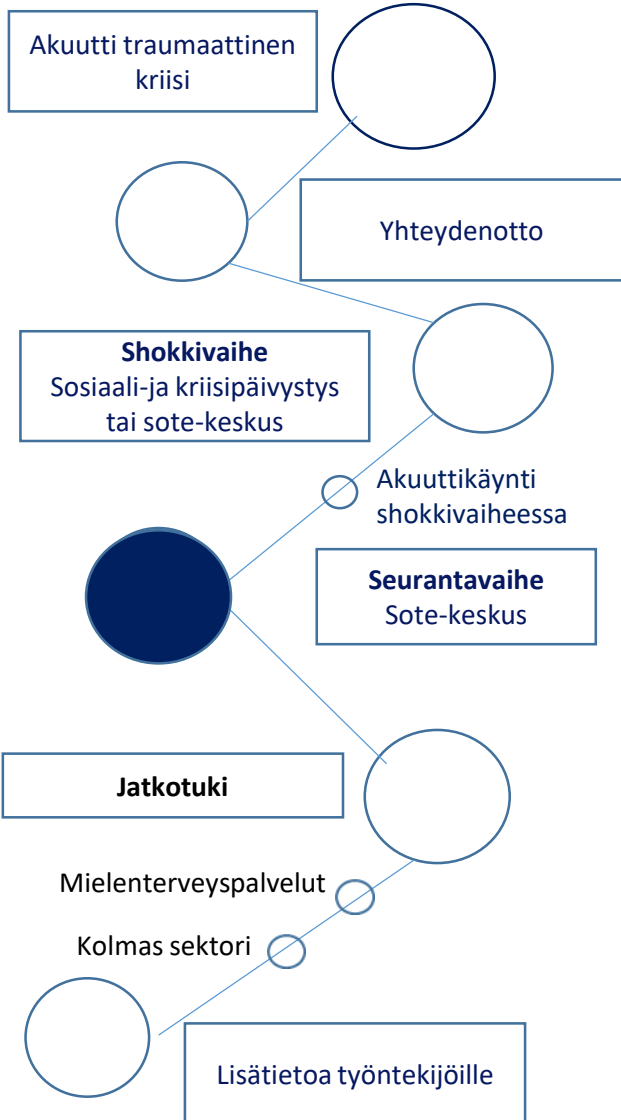 Akuutti traumaattinen
kriisi
Yhteydenotto
Shokkivaihe
Sosiaali-ja kriisipäivystys
tai sote-keskus
Akuuttikäynti
shokkivaiheessa
Seurantavaihe
Sote-keskus
Jatkotuki
Mielenterveyspalvelut
Kolmas sektori
Lisätietoa työntekijöille